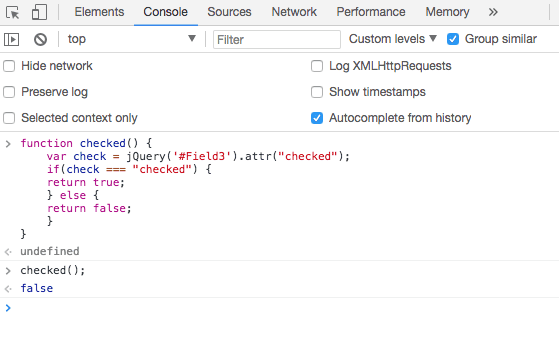 Elements Console Sources Network Performance Memory »
top ▼ Filter Custom levels ▼ Group similar
Hide network Log XMLHttpRequests
Preserve log Show timestamps
Selected context only Autocomplete from history
> function checked() {
var check = jQuery('#Field3').attr("checked");
if(check === "checked") {
return true;
} else {
return false;
}
}
undefined
> checked();
false
>